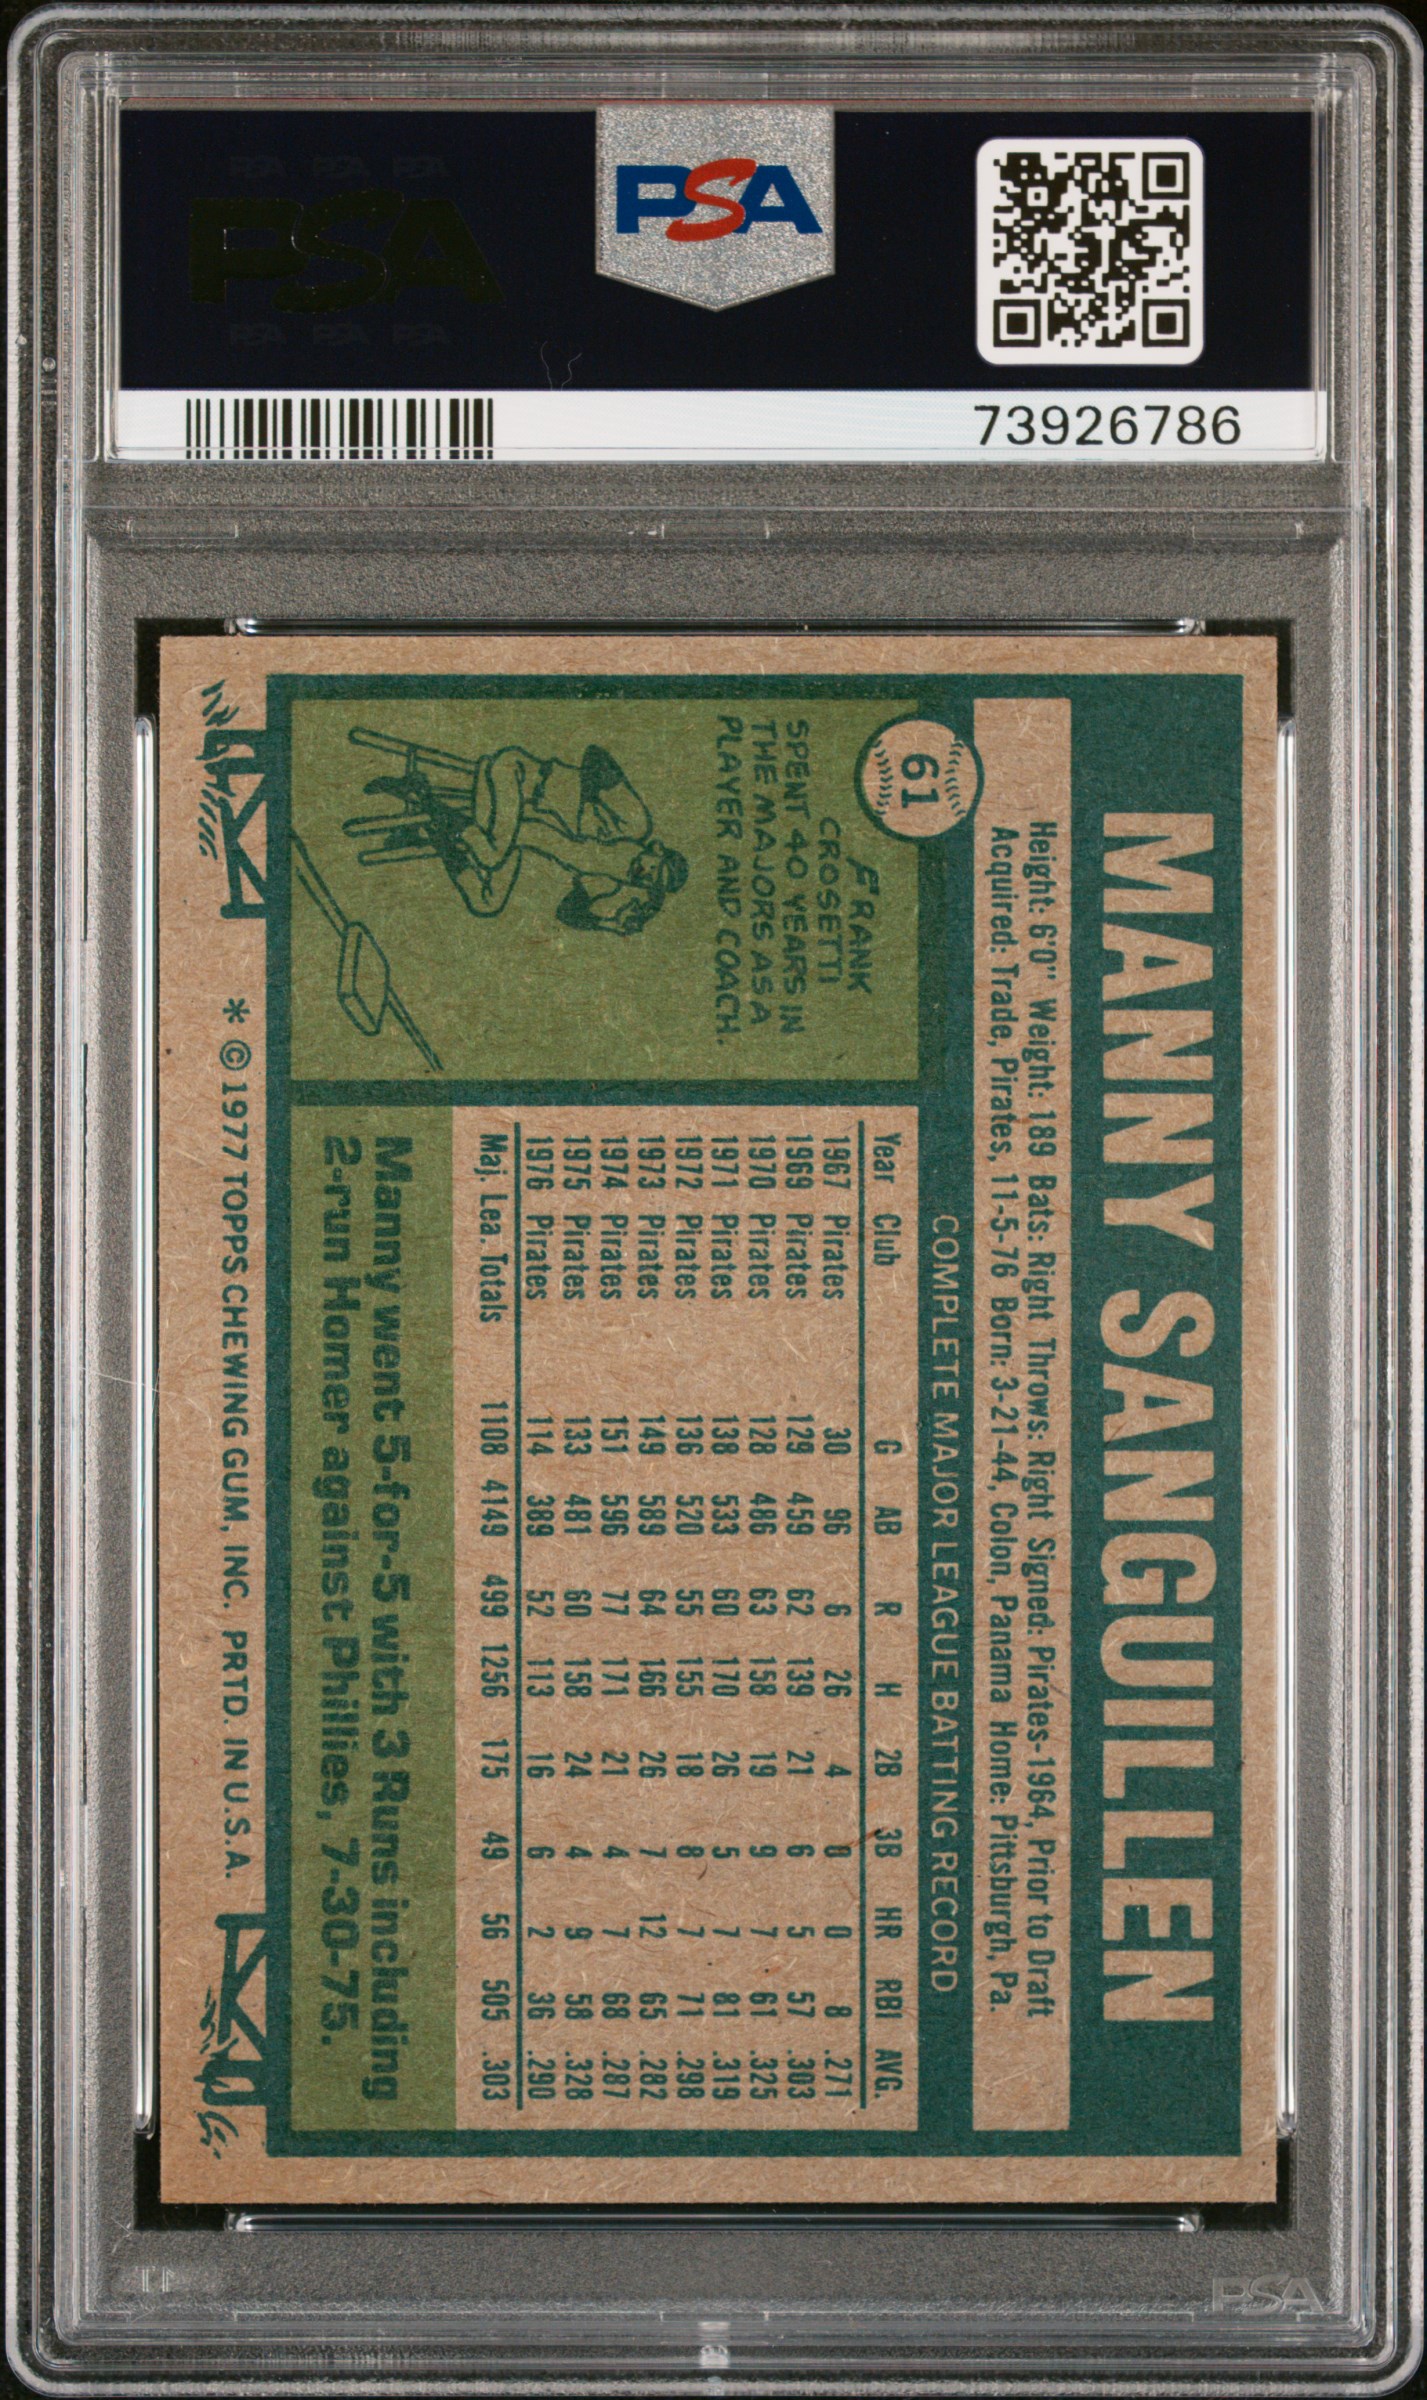 PSA PSA PSA
PSA
PSA PSA PSA
PSA
73926786
MANNY SANGUILLEN
Height: 6'0" Weight: 189 Bats: Right Throws: Right Signed: Pirates-1964, Prior to Draft
Acquired: Trade, Pirates, 11-5-76 Born: 3-21-44, Colon, Panama Home: Pittsburgh, Pa.
61
COMPLETE MAJOR LEAGUE BATTING RECORD
FRANK
CROSETTI
SPENT 40 YEARS IN
THE MAJORS AS A
PLAYER AND COACH.
Year Club G AB R H 2B 3B HR RBI AVG.
1967 Pirates 30 96 6 26 4 0 0 8 .271
1969 Pirates 129 459 62 139 21 6 5 57 .303
1970 Pirates 128 486 63 158 19 9 7 61 .325
1971 Pirates 138 533 60 170 26 5 7 81 .319
1972 Pirates 136 520 55 155 18 8 7 71 .298
1973 Pirates 149 589 64 166 26 7 12 65 .282
1974 Pirates 151 596 77 171 21 4 7 68 .287
1975 Pirates 133 481 60 158 24 4 9 58 .328
1976 Pirates 114 389 52 113 16 6 2 36 .290
Maj. Lea. Totals 1108 4149 499 1256 175 49 56 505 .303
Manny went 5-for-5 with 3 Runs including
2-run Homer against Phillies, 7-30-75.
* ©1977 TOPPS CHEWING GUM, INC. PRTD. IN U.S.A.
PSA